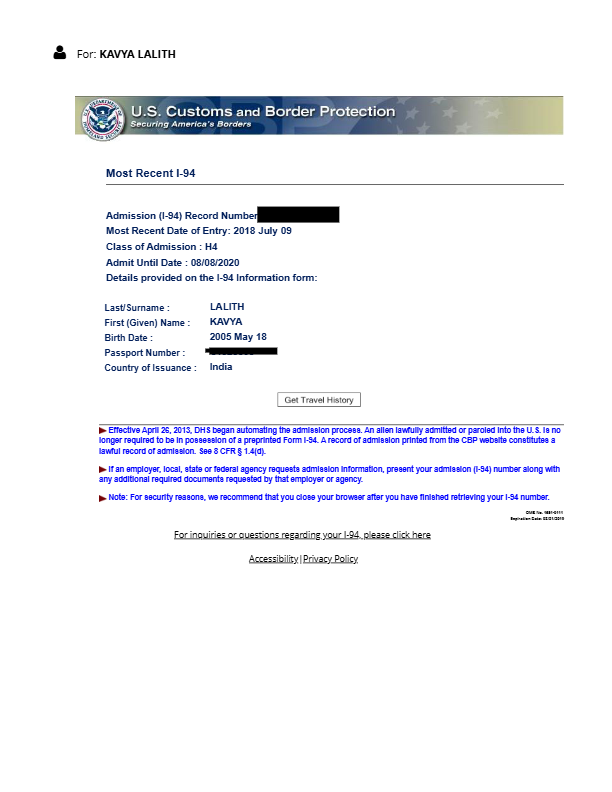 For: KAVYA LALITH
U.S. Customs and Border Protection
Securing America's Borders
Most Recent I-94
Admission (I-94) Record Number
Most Recent Date of Entry: 2018 July 09
Class of Admission : H4
Admit Until Date : 08/08/2020
Details provided on the I-94 Information form:
Last/Surname : LALITH
First (Given) Name : KAVYA
Birth Date : 2005 May 18
Passport Number :
Country of Issuance : India
Get Travel History
Effective April 26, 2013, DHS began automating the admission process. An alien lawfully admitted or paroled into the U.S. is no
longer required to be in possession of a preprinted Form I-94. A record of admission printed from the CBP website constitutes a
lawful record of admission. See 8 CFR § 1.4(d).
If an employer, local, state or federal agency requests admission information, present your admission (I-94) number along with
any additional required documents requested by that employer or agency.
Note: For security reasons, we recommend that you close your browser after you have finished retrieving your I-94 number.
OMB No. 1651-0111
Expiration Date:
For inquiries or questions regarding your I-94, please click here
Accessibility | Privacy Policy